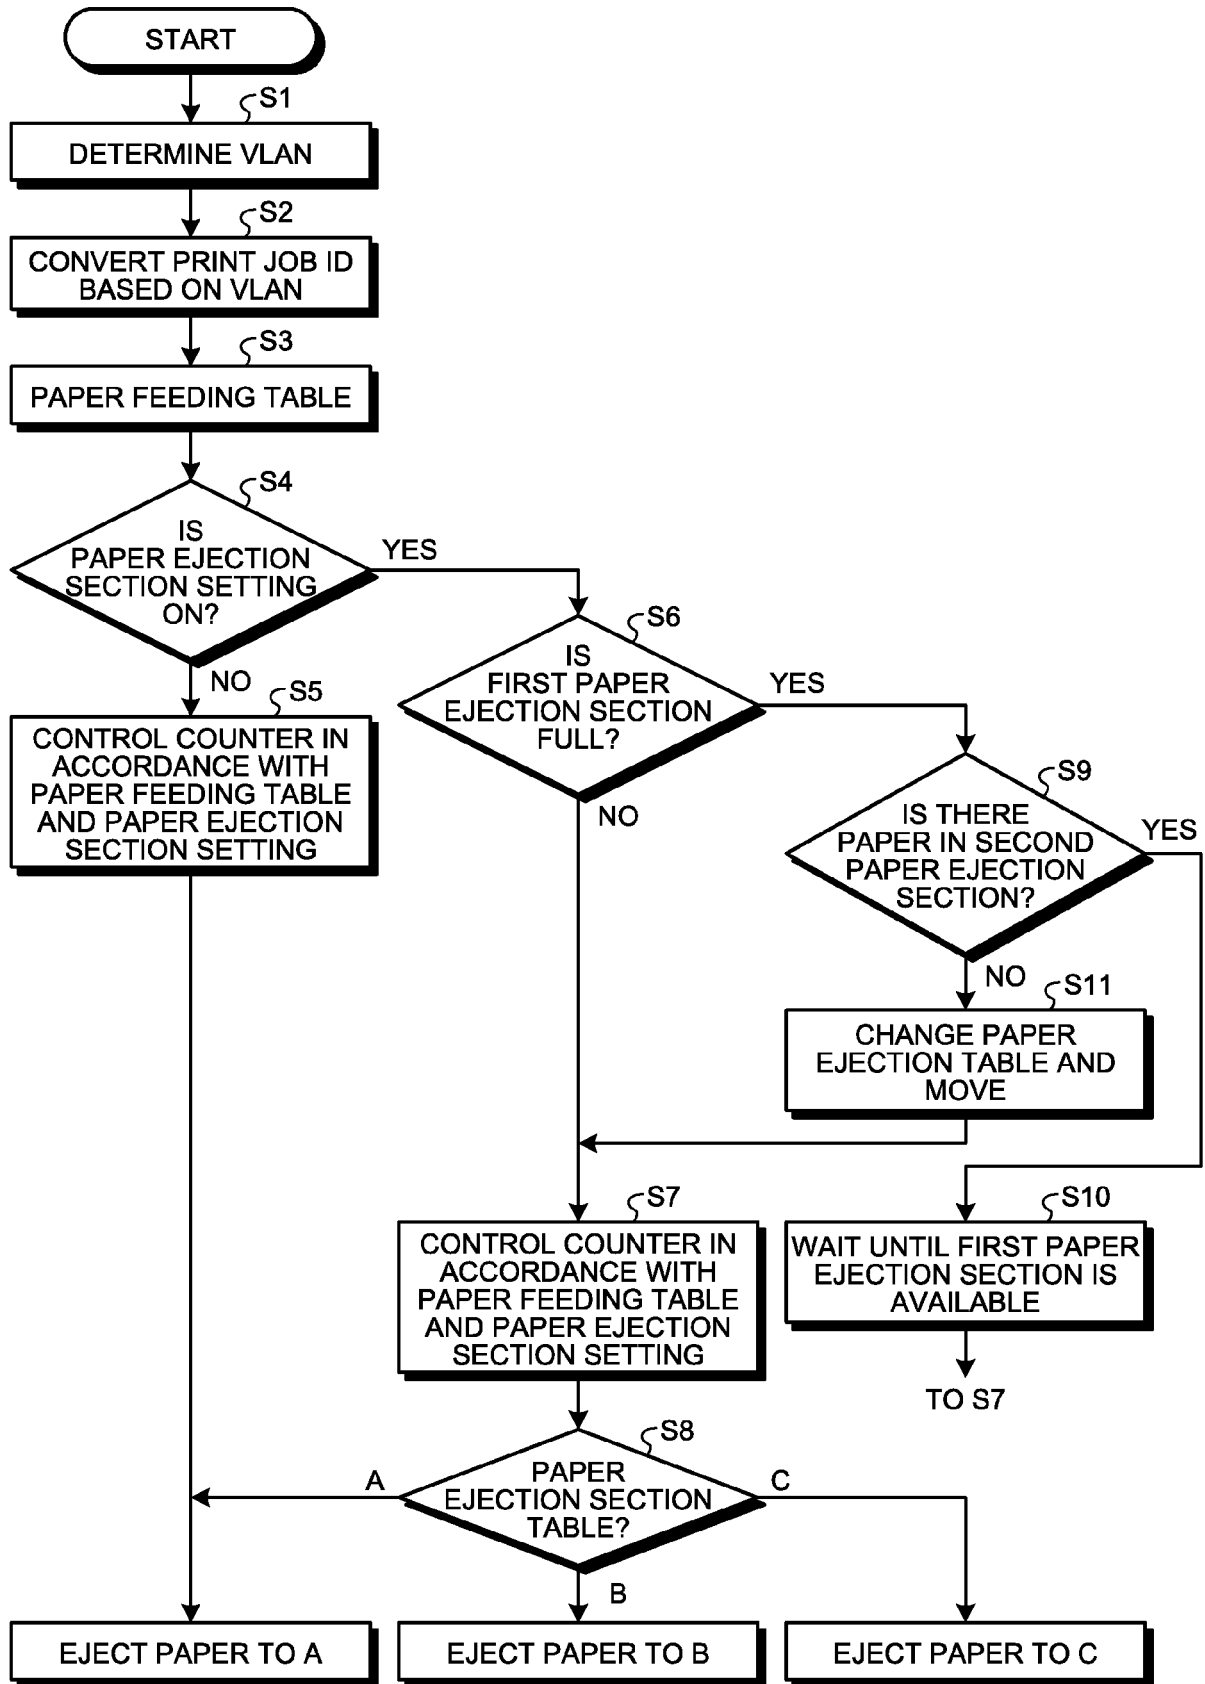 START
S1
DETERMINE VLAN
S2
CONVERT PRINT JOB ID
BASED ON VLAN
S3
PAPER FEEDING TABLE
S4
IS
PAPER EJECTION
SECTION SETTING
ON?
YES
NO
S5
CONTROL COUNTER IN
ACCORDANCE WITH
PAPER FEEDING TABLE
AND PAPER EJECTION
SECTION SETTING
S6
IS
FIRST PAPER
EJECTION SECTION
FULL?
YES
NO
S9
IS THERE
PAPER IN SECOND
PAPER EJECTION
SECTION?
YES
NO
S11
CHANGE PAPER
EJECTION TABLE AND
MOVE
S7
CONTROL COUNTER IN
ACCORDANCE WITH
PAPER FEEDING TABLE
AND PAPER EJECTION
SECTION SETTING
S10
WAIT UNTIL FIRST PAPER
EJECTION SECTION IS
AVAILABLE
TO S7
S8
PAPER
EJECTION SECTION
TABLE?
A
C
B
EJECT PAPER TO A
EJECT PAPER TO B
EJECT PAPER TO C